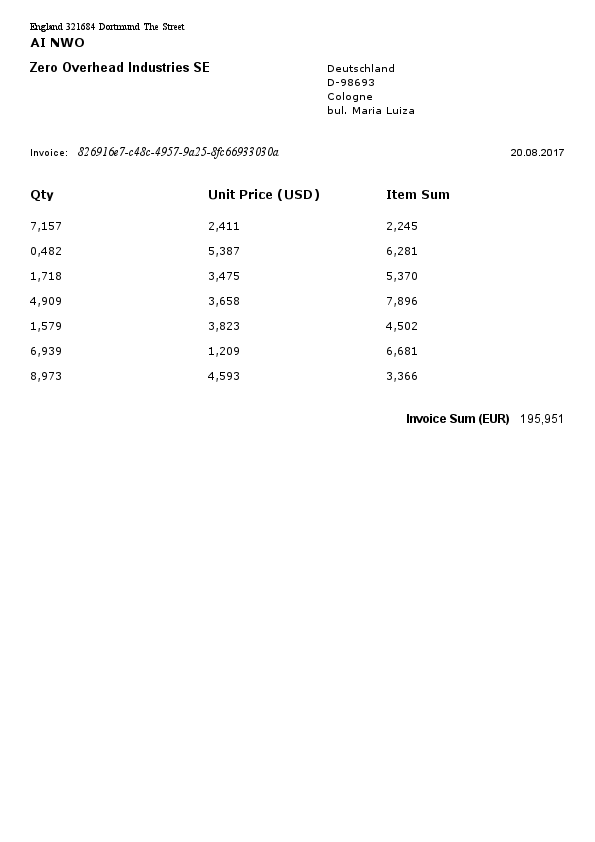 England 321684 Dortmund The Street
AI NWO
Zero Overhead Industries SE
Deutschland
D-98693
Cologne
bul. Maria Luiza
Invoice: 826916e7-c48c-4957-9a25-8fc66933030a 20.08.2017
Qty Unit Price (USD) Item Sum
7,157 2,411 2,245
0,482 5,387 6,281
1,718 3,475 5,370
4,909 3,658 7,896
1,579 3,823 4,502
6,939 1,209 6,681
8,973 4,593 3,366
Invoice Sum (EUR) 195,951